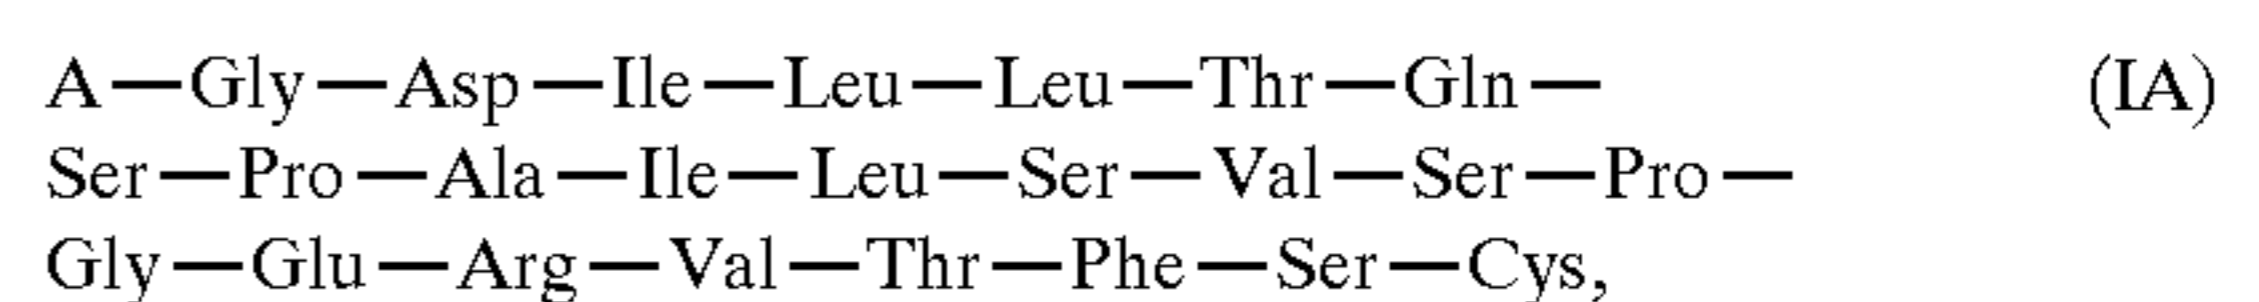 A—Gly—Asp—Ile—Leu—Leu—Thr—Gln— (IA)
Ser—Pro—Ala—Ile—Leu—Ser—Val—Ser—Pro—
Gly—Glu—Arg—Val—Thr—Phe—Ser—Cys,